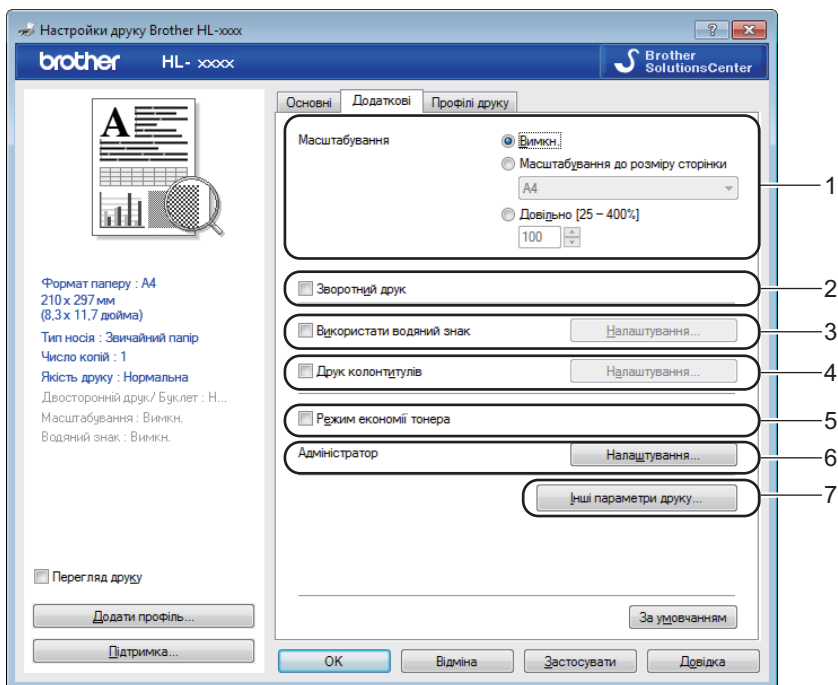 Настройки друку Brother HL-xxxx
brother HL- xxxx
Brother
SolutionsCenter
Основні Додаткові Профілі друку
A
Формат паперу : A4
210 x 297 мм
(8,3 x 11,7 дюйма)
Тип носія : Звичайний папір
Число копій : 1
Якість друку : Нормальна
Двосторонній друк/ Буклет : Н...
Масштабування : Вимкн.
Водяний знак : Вимкн.
Перегляд друку
Додати профіль...
Підтримка...
Масштабування Вимкн.
Масштабування до розміру сторінки
A4
Довільно [25 – 400%]
100
1
Зворотний друк 2
Використати водяний знак Налаштування... 3
Друк колонтитулів Налаштування... 4
Режим економії тонера 5
Адміністратор Налаштування... 6
Інші параметри друку... 7
За умовчанням
OK Відміна Застосувати Довідка